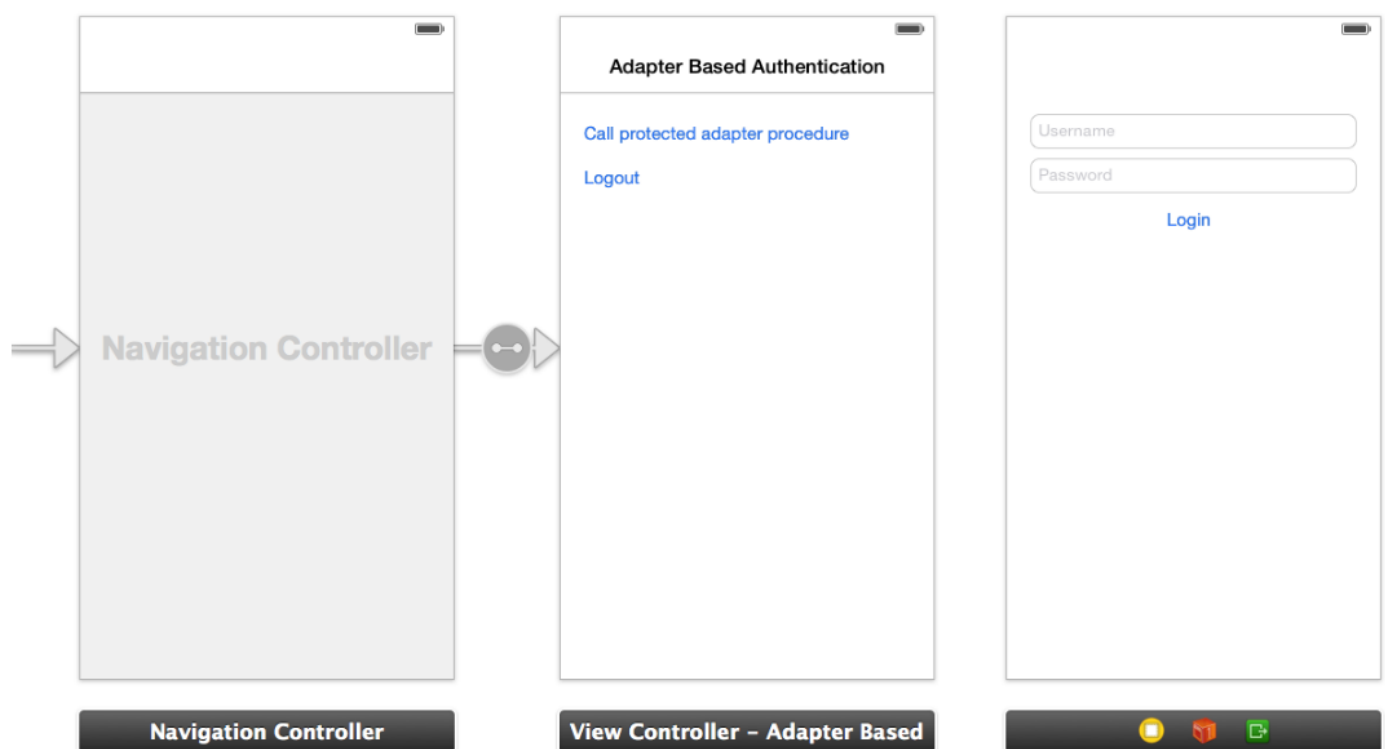 Navigation Controller
Navigation Controller
Adapter Based Authentication
Call protected adapter procedure
Logout
View Controller – Adapter Based
Username
Password
Login